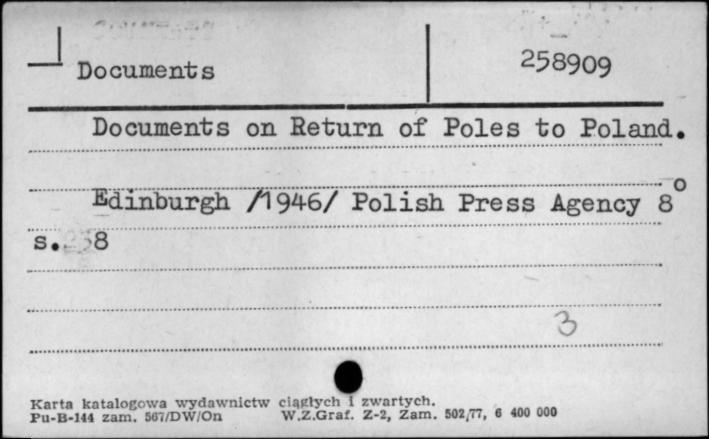 Documents
258909
Documents on Return of Poles to Poland.
Edinburgh /1946/ Polish Press Agency 8°
s. 8
3
Karta katalogowa wydawnictw ciągłych i zwartych.
Pu-B-144 zam. 567/DW/On W.Z.Graf. Z-2, Zam. 502/77, 6 400 000